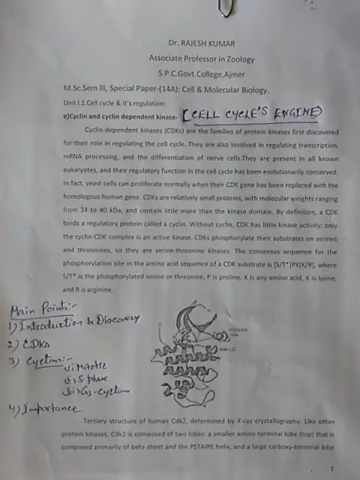 Dr. RAJESH KUMAR
Associate Professor in Zoology
S.P.C.Govt.College,Ajmer
M.Sc.Sem III, Special Paper-(14A): Cell & Molecular Biology.
Unit I.1.Cell cycle & it's regulation:
e)Cyclin and cyclin dependent kinase- [CELL CYCLE'S ENGINE)
Cyclin-dependent kinases (CDKs) are the families of protein kinases first discovered
for their role in regulating the cell cycle. They are also involved in regulating transcription,
mRNA processing, and the differentiation of nerve cells.They are present in all known
eukaryotes, and their regulatory function in the cell cycle has been evolutionarily conserved.
In fact, yeast cells can proliferate normally when their CDK gene has been replaced with the
homologous human gene. CDKs are relatively small proteins, with molecular weights ranging
from 34 to 40 kDa, and contain little more than the kinase domain. By definition, a CDK
binds a regulatory protein called a cyclin. Without cyclin, CDK has little kinase activity; only
the cyclin-CDK complex is an active kinase. CDKs phosphorylate their substrates on serines
and threonines, so they are serine-threonine kinases. The consensus sequence for the
phosphorylation site in the amino acid sequence of a CDK substrate is [S/T*]PX[K/R], where
S/T* is the phosphorylated serine or threonine, P is proline, X is any amino acid, K is lysine,
and R is arginine.
Main Points:-
1) Introduction & Discovery
2) CDKs
3) Cyclin:-
i) Mitotic
ii) S phase
iii) G1-cyclin
4) Importance
Tertiary structure of human Cdk2, determined by X-ray crystallography. Like other
protein kinases, Cdk2 is composed of two lobes: a smaller amino-terminal lobe (top) that is
composed primarily of beta sheet and the PSTAIRE helix, and a large carboxy-terminal lobe
1